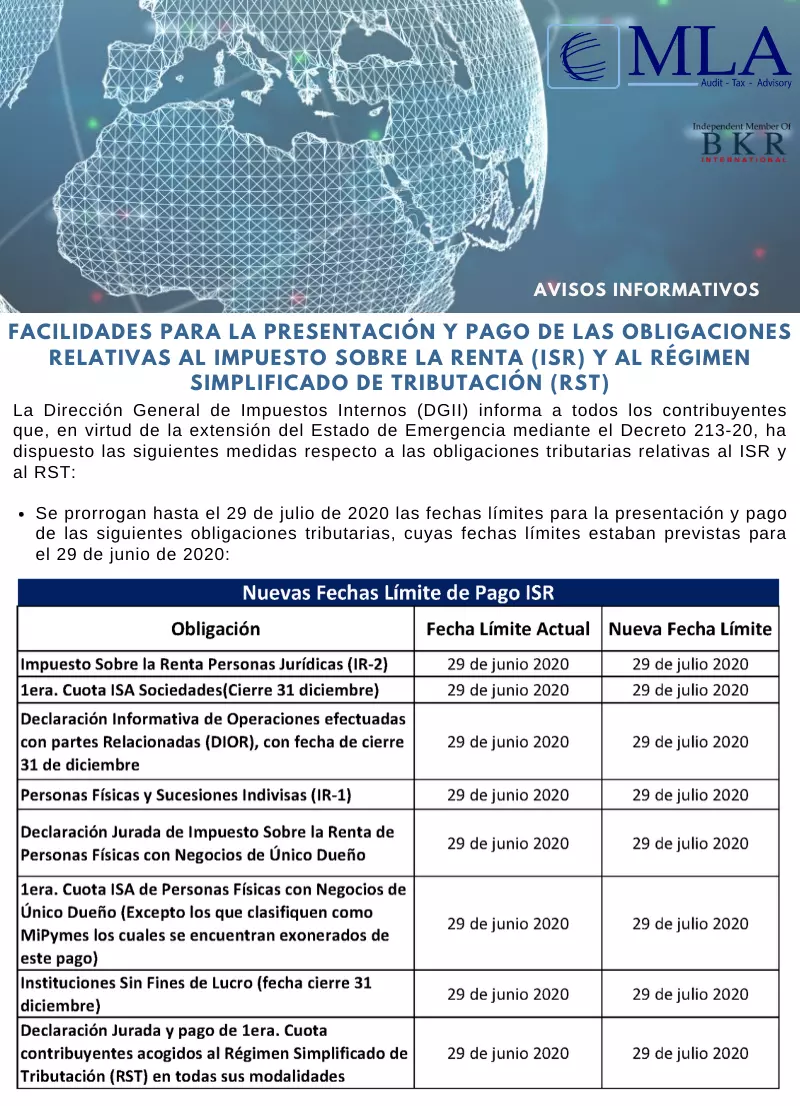 MLA
Audit - Tax - Advisory
Independent Member Of
BKR
INTERNATIONAL
AVISOS INFORMATIVOS
FACILIDADES PARA LA PRESENTACIÓN Y PAGO DE LAS OBLIGACIONES
RELATIVAS AL IMPUESTO SOBRE LA RENTA (ISR) Y AL RÉGIMEN
SIMPLIFICADO DE TRIBUTACIÓN (RST)
La Dirección General de Impuestos Internos (DGII) informa a todos los contribuyentes
que, en virtud de la extensión del Estado de Emergencia mediante el Decreto 213-20, ha
dispuesto las siguientes medidas respecto a las obligaciones tributarias relativas al ISR y
al RST:
• Se prorrogan hasta el 29 de julio de 2020 las fechas límites para la presentación y pago
de las siguientes obligaciones tributarias, cuyas fechas límites estaban previstas para
el 29 de junio de 2020:
Nuevas Fechas Límite de Pago ISR
Obligación Fecha Límite Actual Nueva Fecha Límite
Impuesto Sobre la Renta Personas Jurídicas (IR-2) 29 de junio 2020 29 de julio 2020
1era. Cuota ISA Sociedades(Cierre 31 diciembre) 29 de junio 2020 29 de julio 2020
Declaración Informativa de Operaciones efectuadas
con partes Relacionadas (DIOR), con fecha de cierre 29 de junio 2020 29 de julio 2020
31 de diciembre
Personas Físicas y Sucesiones Indivisas (IR-1) 29 de junio 2020 29 de julio 2020
Declaración Jurada de Impuesto Sobre la Renta de
Personas Físicas con Negocios de Único Dueño 29 de junio 2020 29 de julio 2020
1era. Cuota ISA de Personas Físicas con Negocios de
Único Dueño (Excepto los que clasifiquen como
MiPymes los cuales se encuentran exonerados de 29 de junio 2020 29 de julio 2020
este pago)
Instituciones Sin Fines de Lucro (fecha cierre 31
diciembre) 29 de junio 2020 29 de julio 2020
Declaración Jurada y pago de 1era. Cuota
contribuyentes acogidos al Régimen Simplificado de 29 de junio 2020 29 de julio 2020
Tributación (RST) en todas sus modalidades